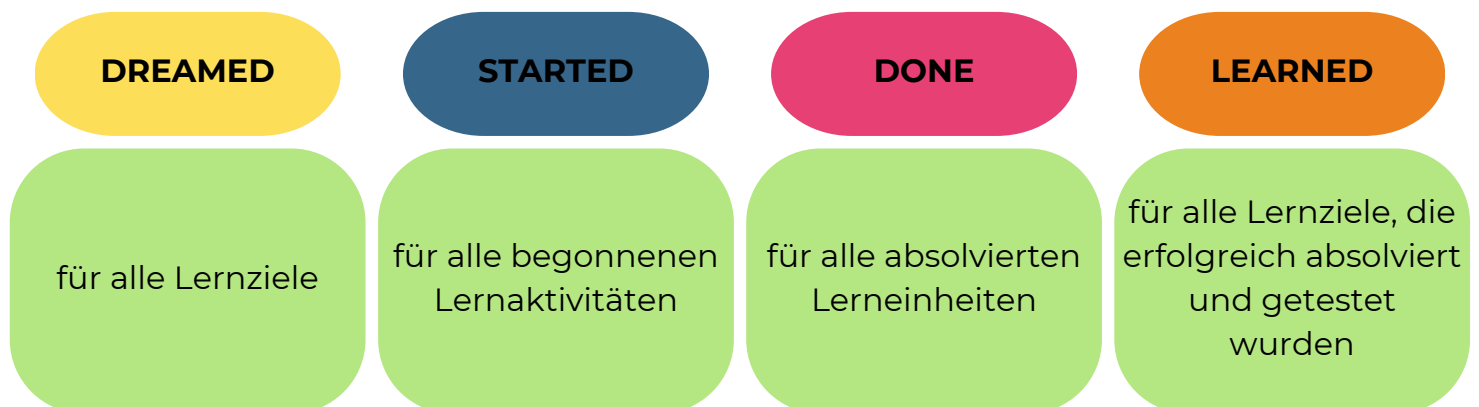 DREAMED
STARTED
DONE
LEARNED
für alle Lernziele
für alle begonnenen
Lernaktivitäten
für alle absolvierten
Lerneinheiten
für alle Lernziele, die
erfolgreich absolviert
und getestet
wurden